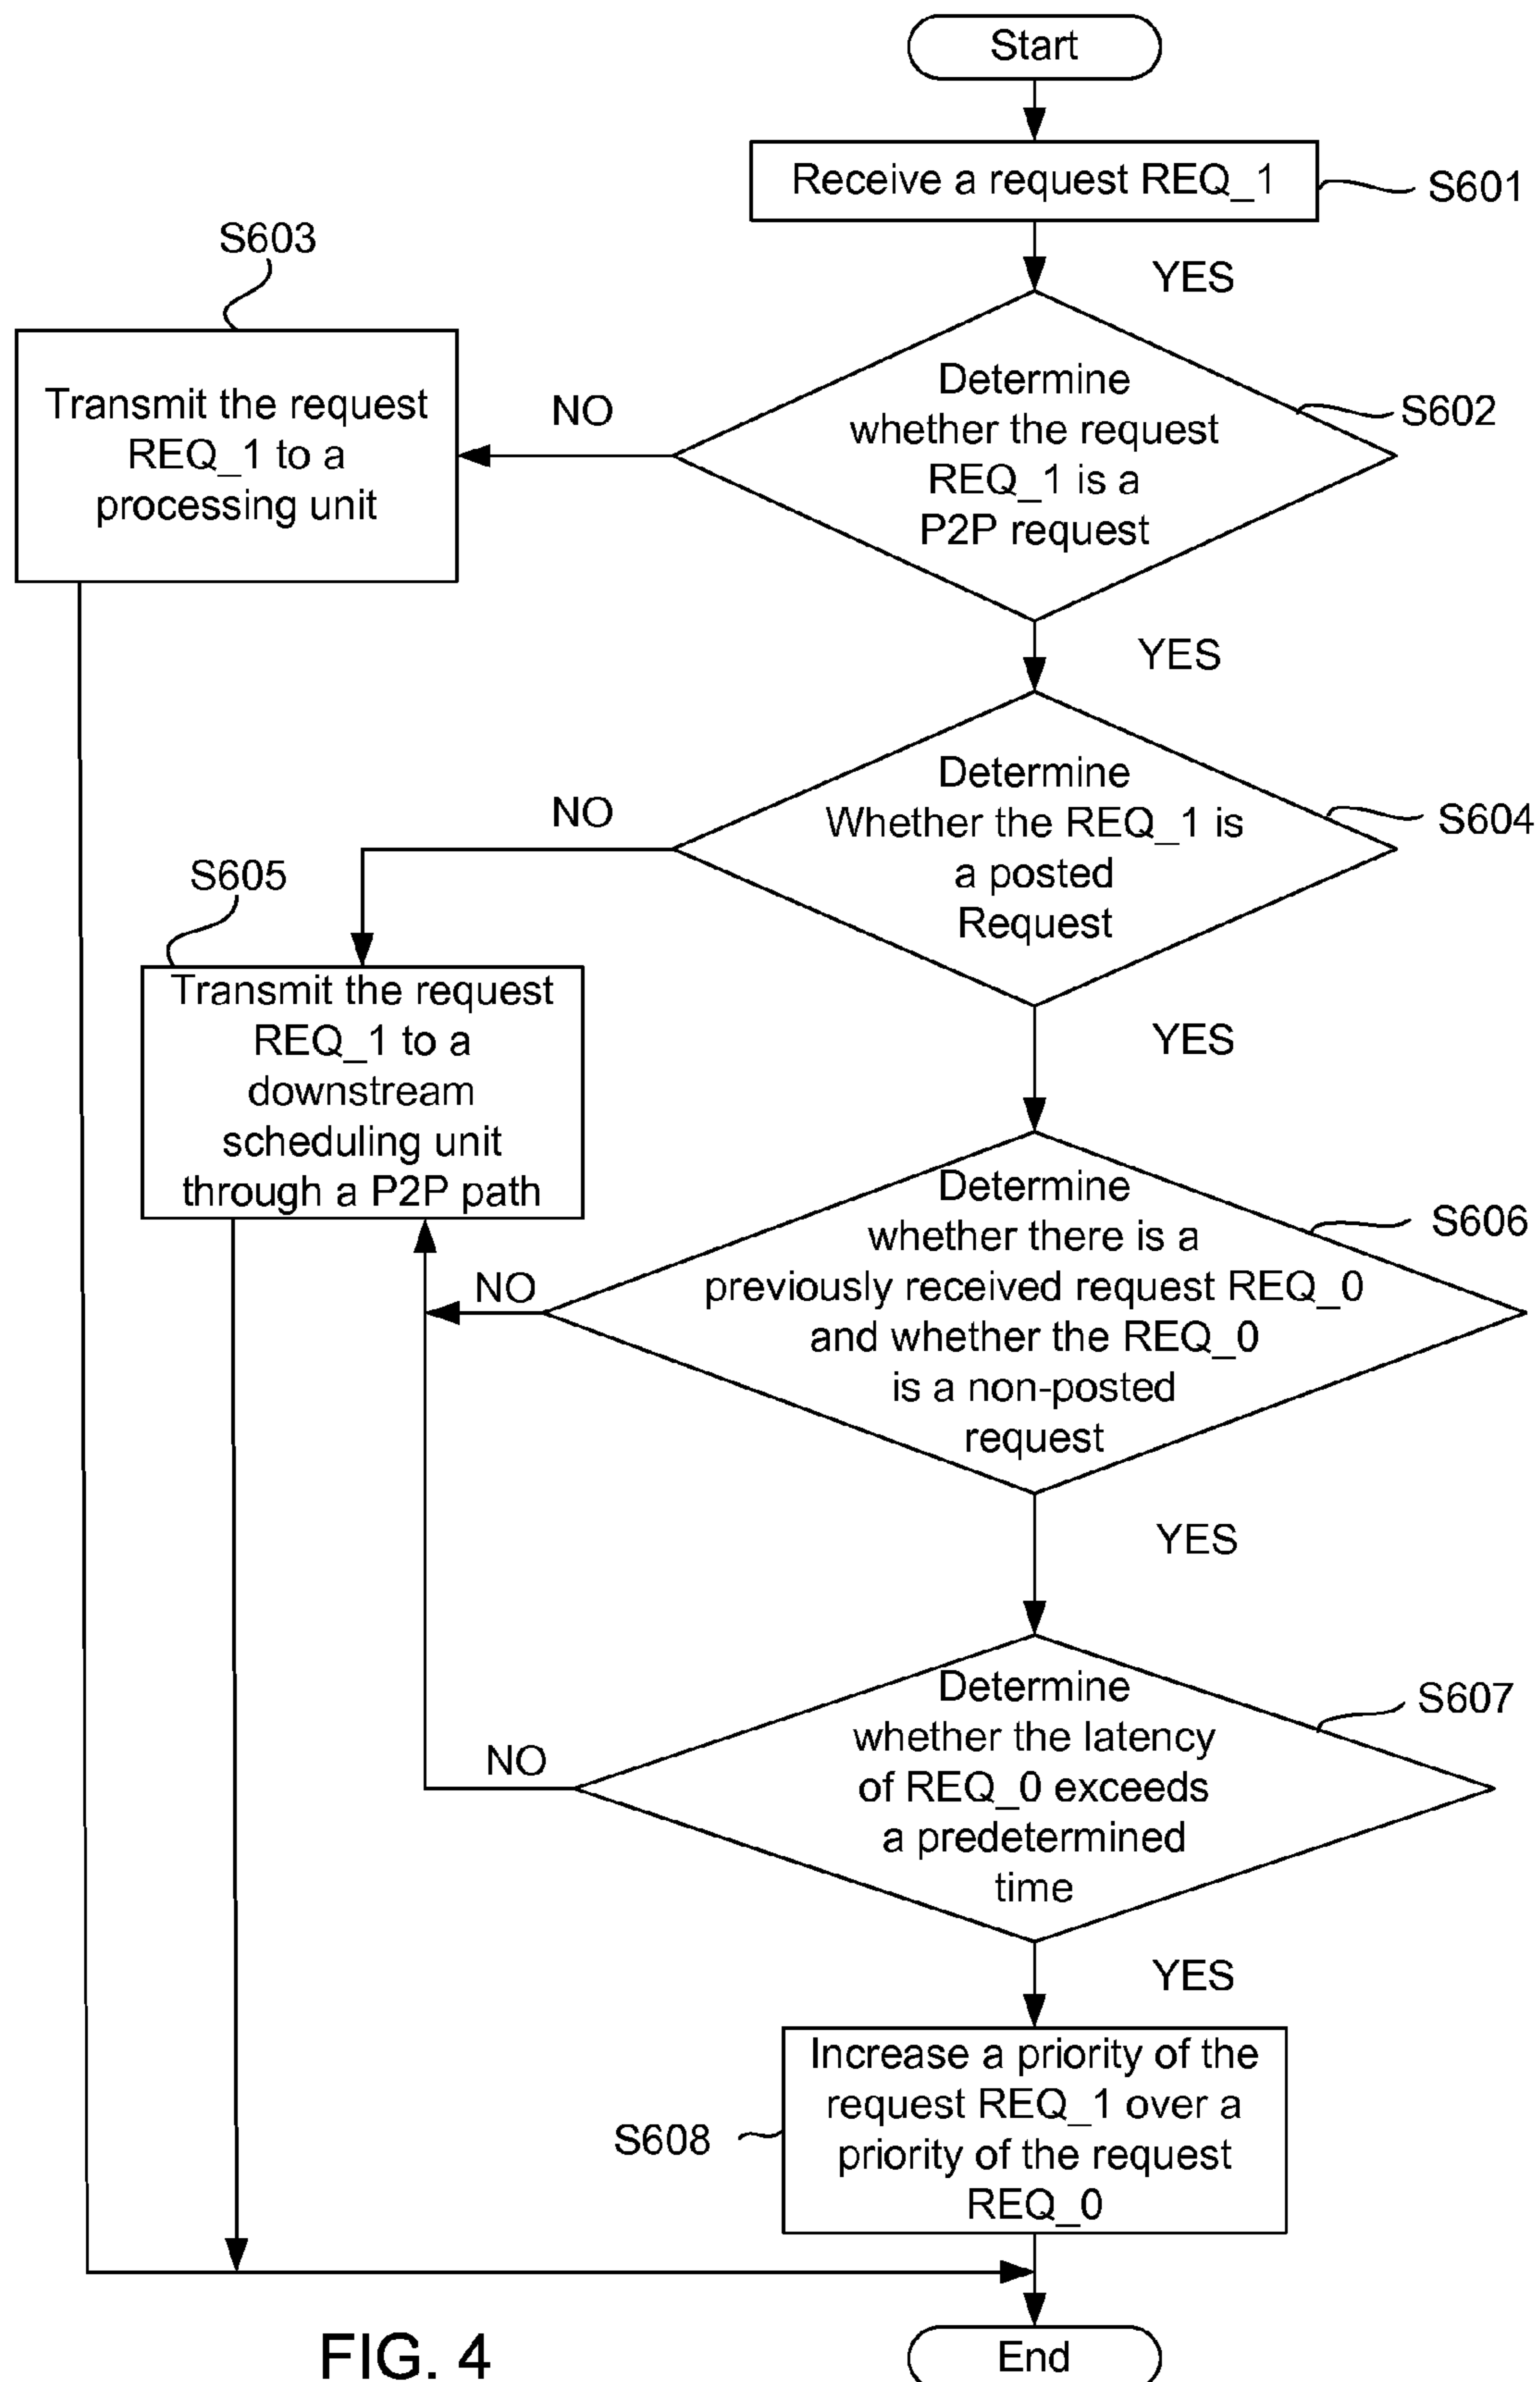 Start
Receive a request REQ_1
S601
YES
S603
Determine
whether the request
REQ_1 is a
P2P request
S602
NO
Transmit the request
REQ_1 to a
processing unit
YES
Determine
Whether the REQ_1 is
a posted
Request
S604
NO
S605
Transmit the request
REQ_1 to a
downstream
scheduling unit
through a P2P path
YES
Determine
whether there is a
previously received request REQ_0
and whether the REQ_0
is a non-posted
request
S606
NO
YES
Determine
whether the latency
of REQ_0 exceeds
a predetermined
time
S607
NO
YES
Increase a priority of the
request REQ_1 over a
priority of the request
REQ_0
S608
End
FIG. 4